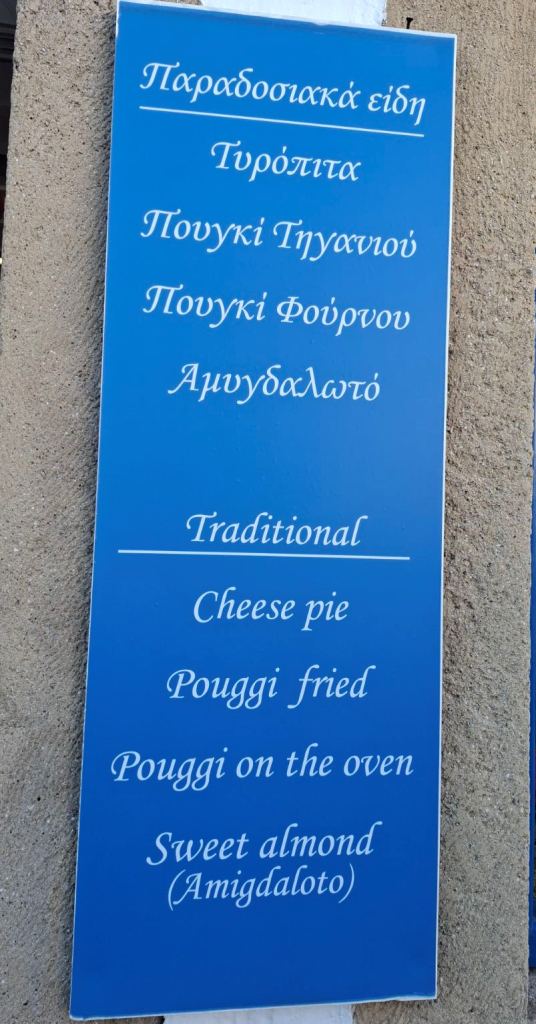 Παραδοσιακά είδη
Τυρόπιτα
Πουγκί Τηγανιού
Πουγκί Φούρνου
Αμυγδαλωτό
Traditional
Cheese pie
Pouggi fried
Pouggi on the oven
Sweet almond
(Amigdaloto)